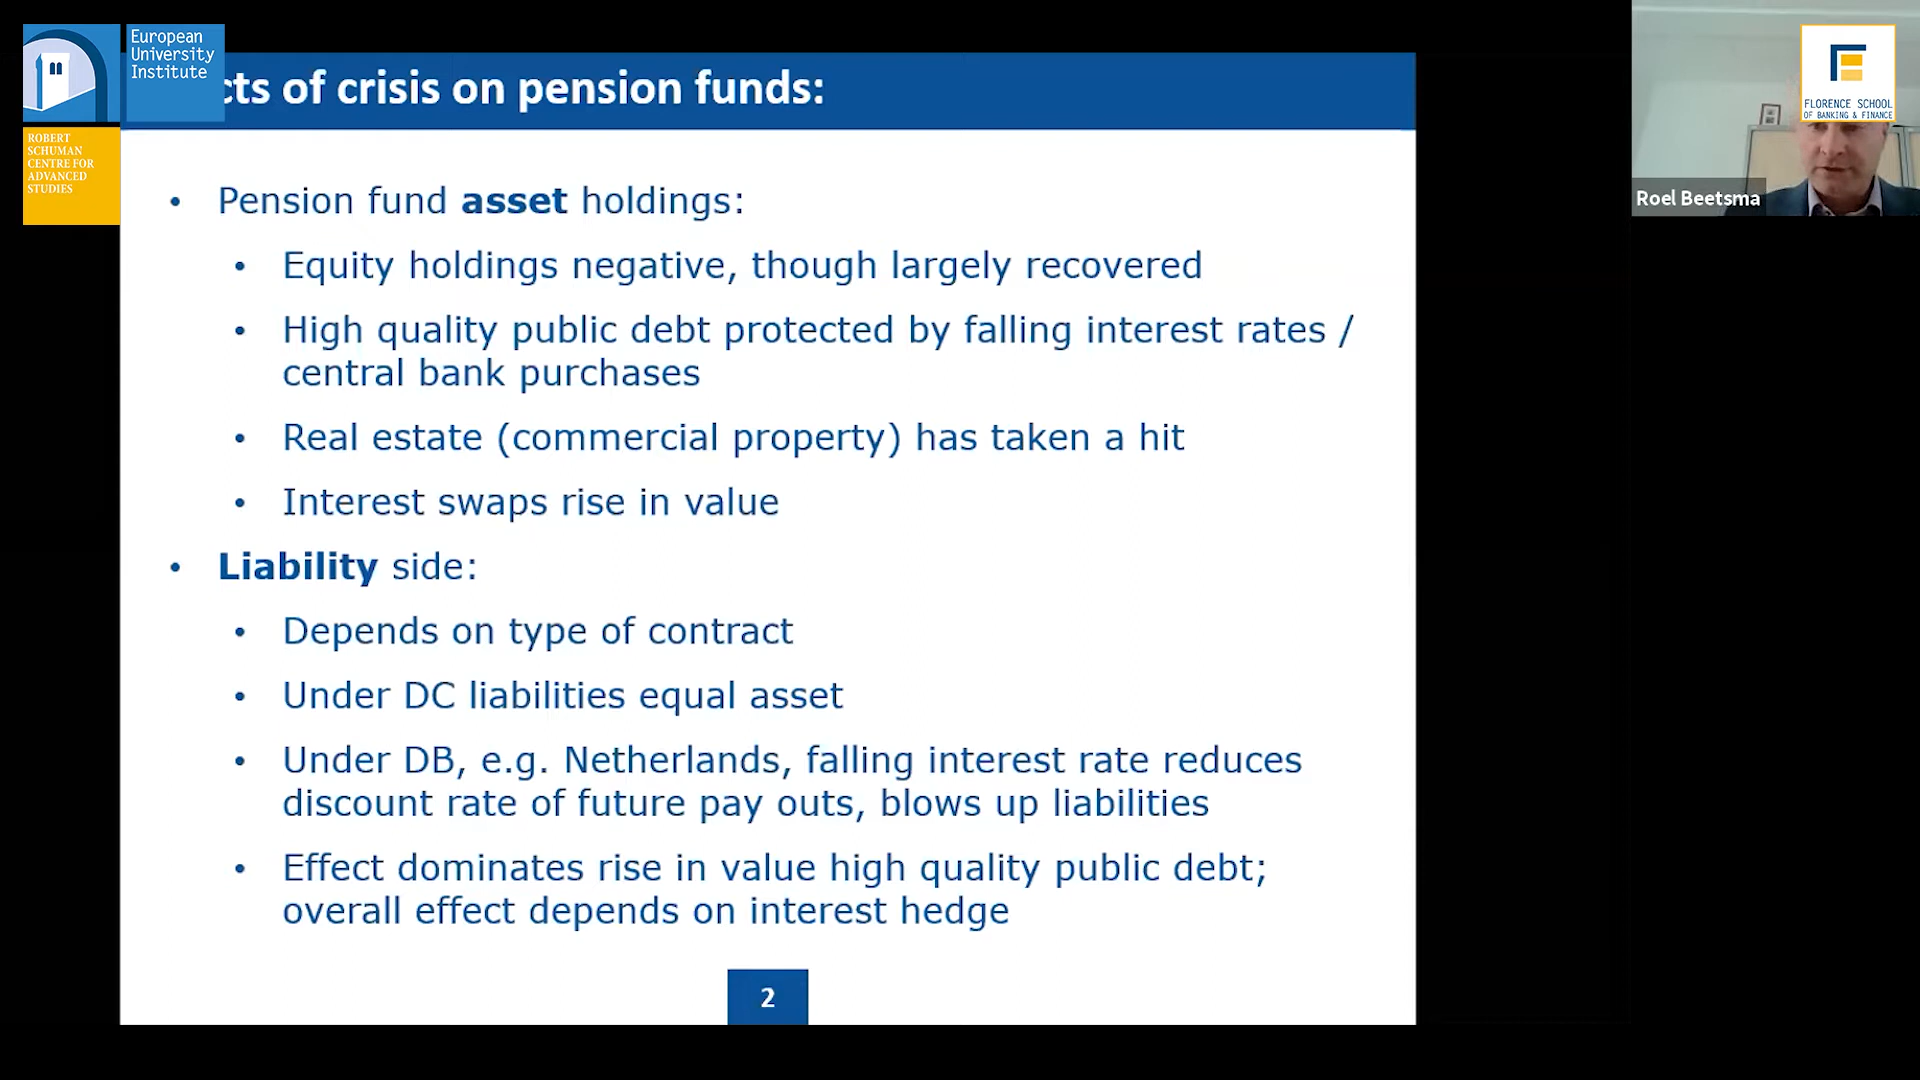 European
University
Institute
ROBERT
SCHUMAN
CENTRE FOR
ADVANCED
STUDIES
cts of crisis on pension funds:
• Pension fund asset holdings:
• Equity holdings negative, though largely recovered
• High quality public debt protected by falling interest rates /
central bank purchases
• Real estate (commercial property) has taken a hit
• Interest swaps rise in value
• Liability side:
• Depends on type of contract
• Under DC liabilities equal asset
• Under DB, e.g. Netherlands, falling interest rate reduces
discount rate of future pay outs, blows up liabilities
• Effect dominates rise in value high quality public debt;
overall effect depends on interest hedge
2
FLORENCE SCHOOL
OF BANKING & FINANCE
Roel Beetsma